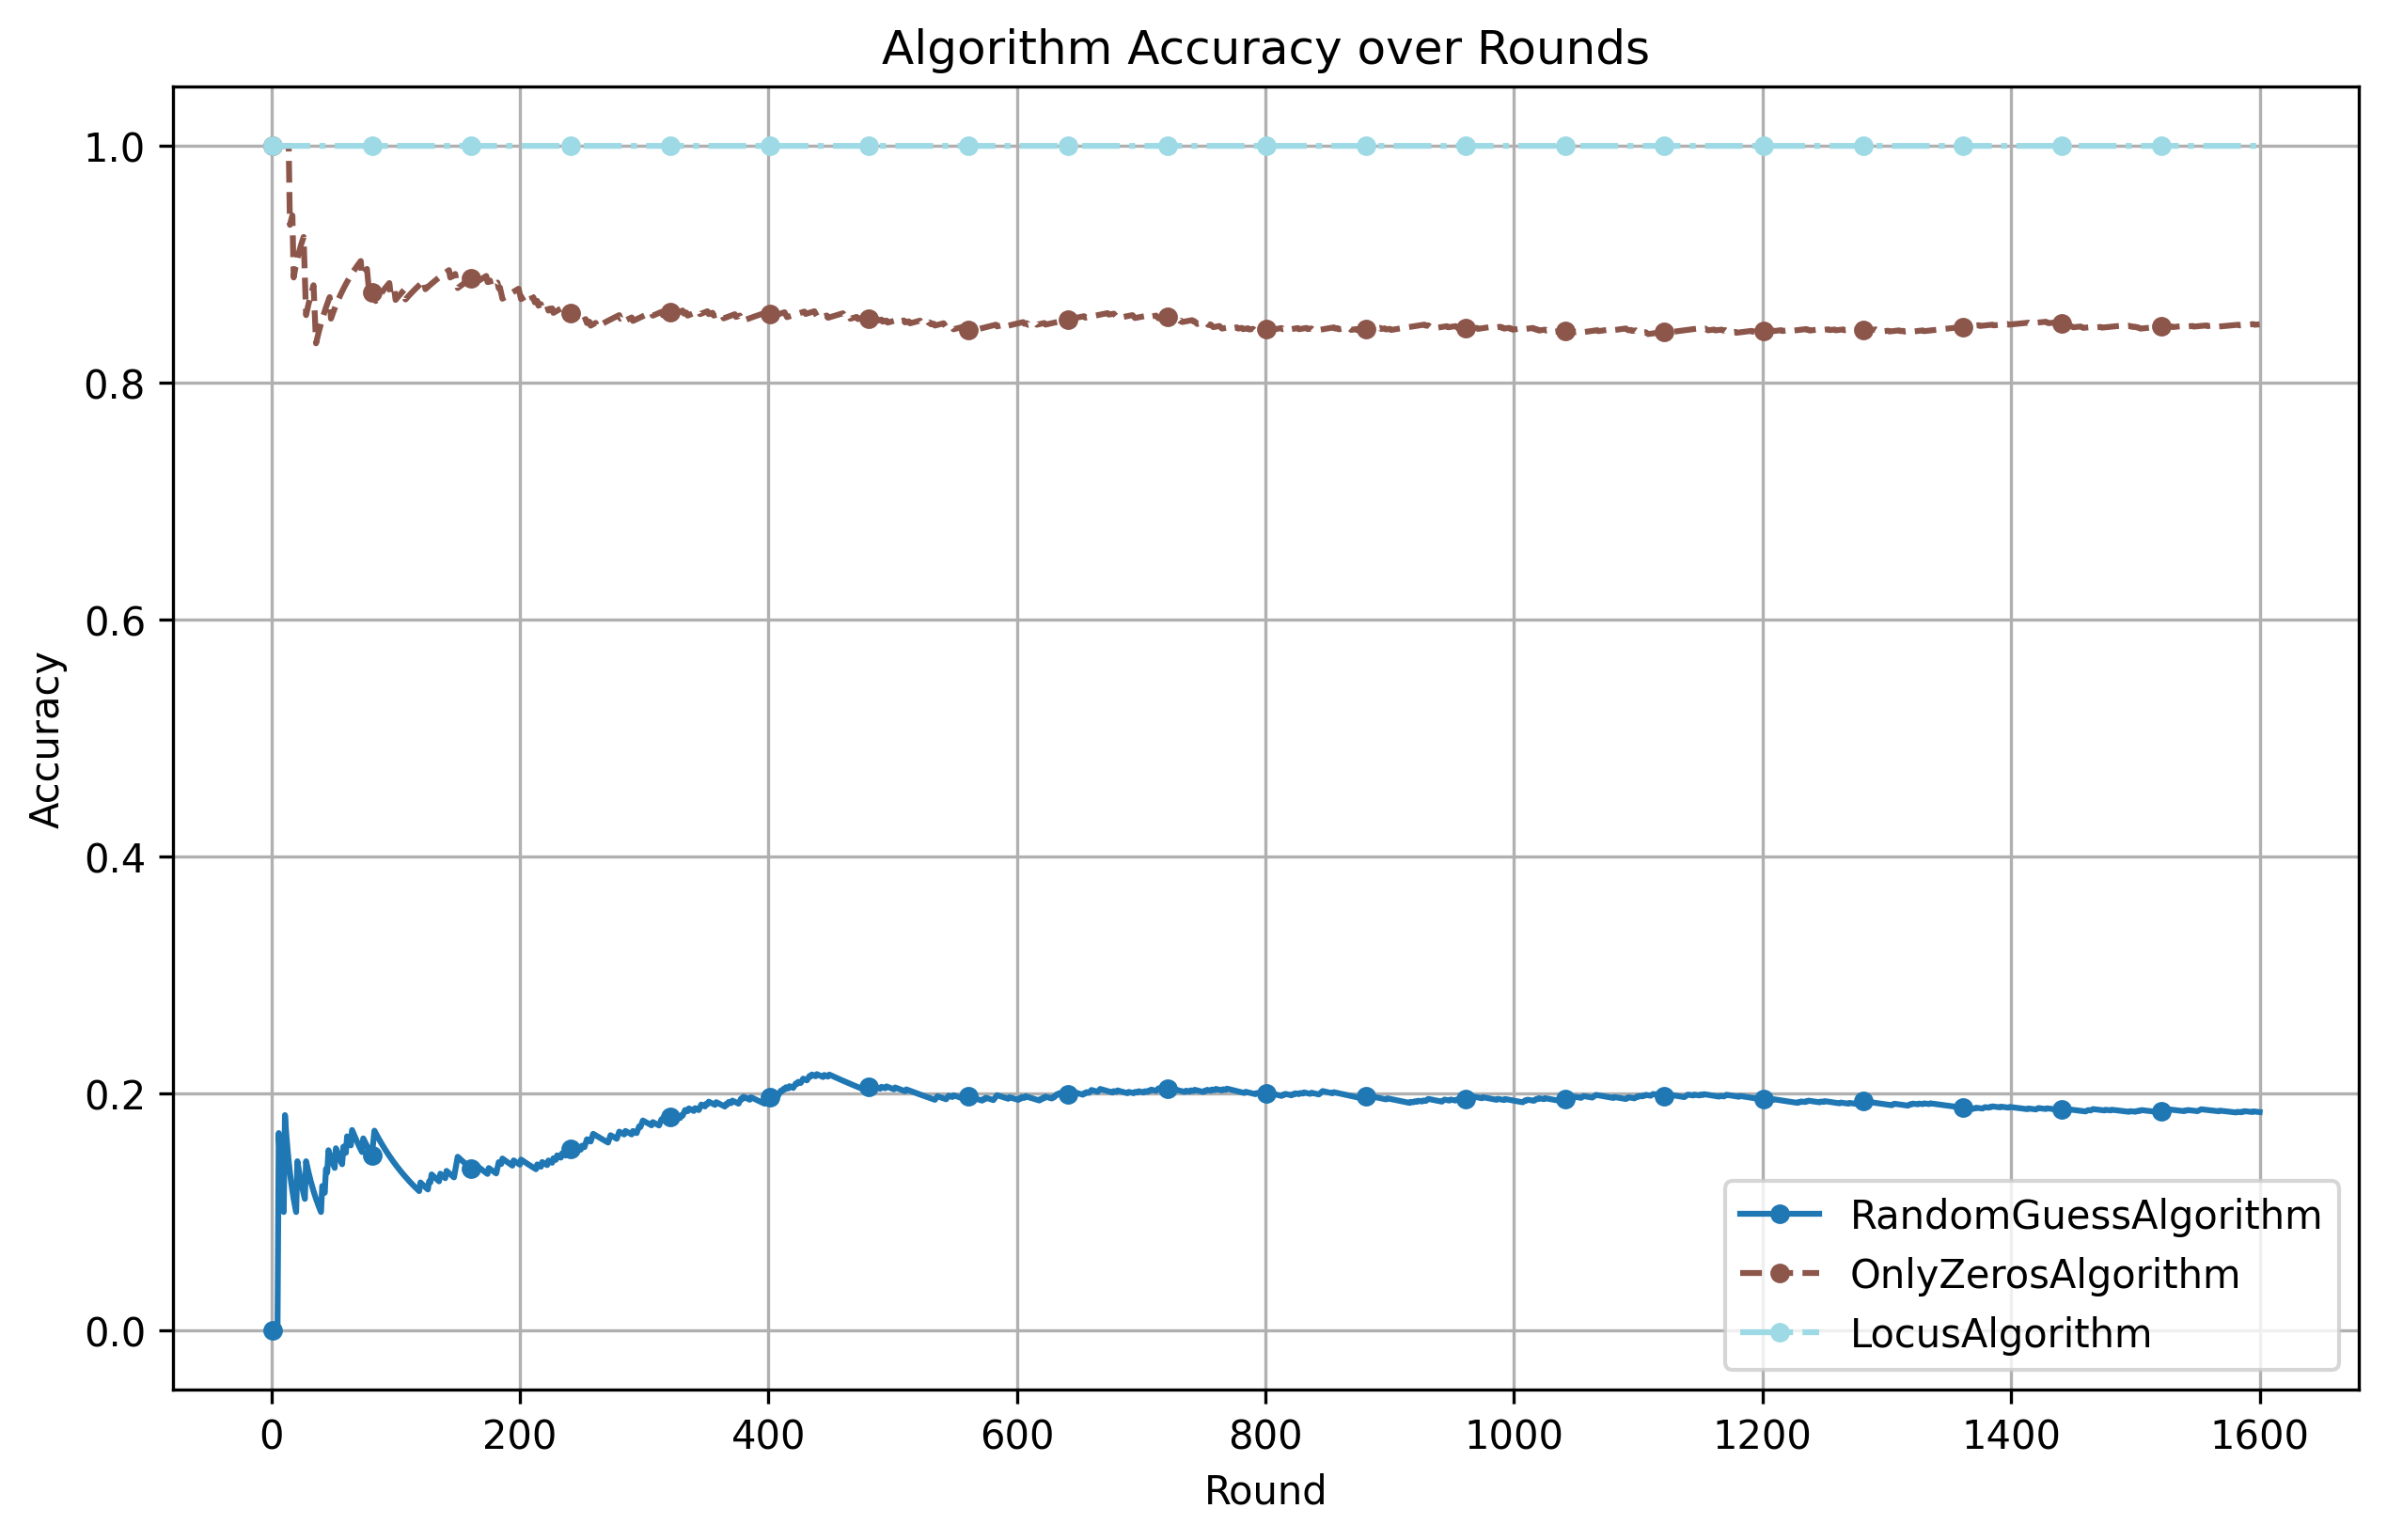 Algorithm Accuracy over Rounds
1.0
0.8
0.6
0.4
0.2
0.0
Accuracy
0 200 400 600 800 1000 1200 1400 1600
Round
RandomGuessAlgorithm
OnlyZerosAlgorithm
LocusAlgorithm